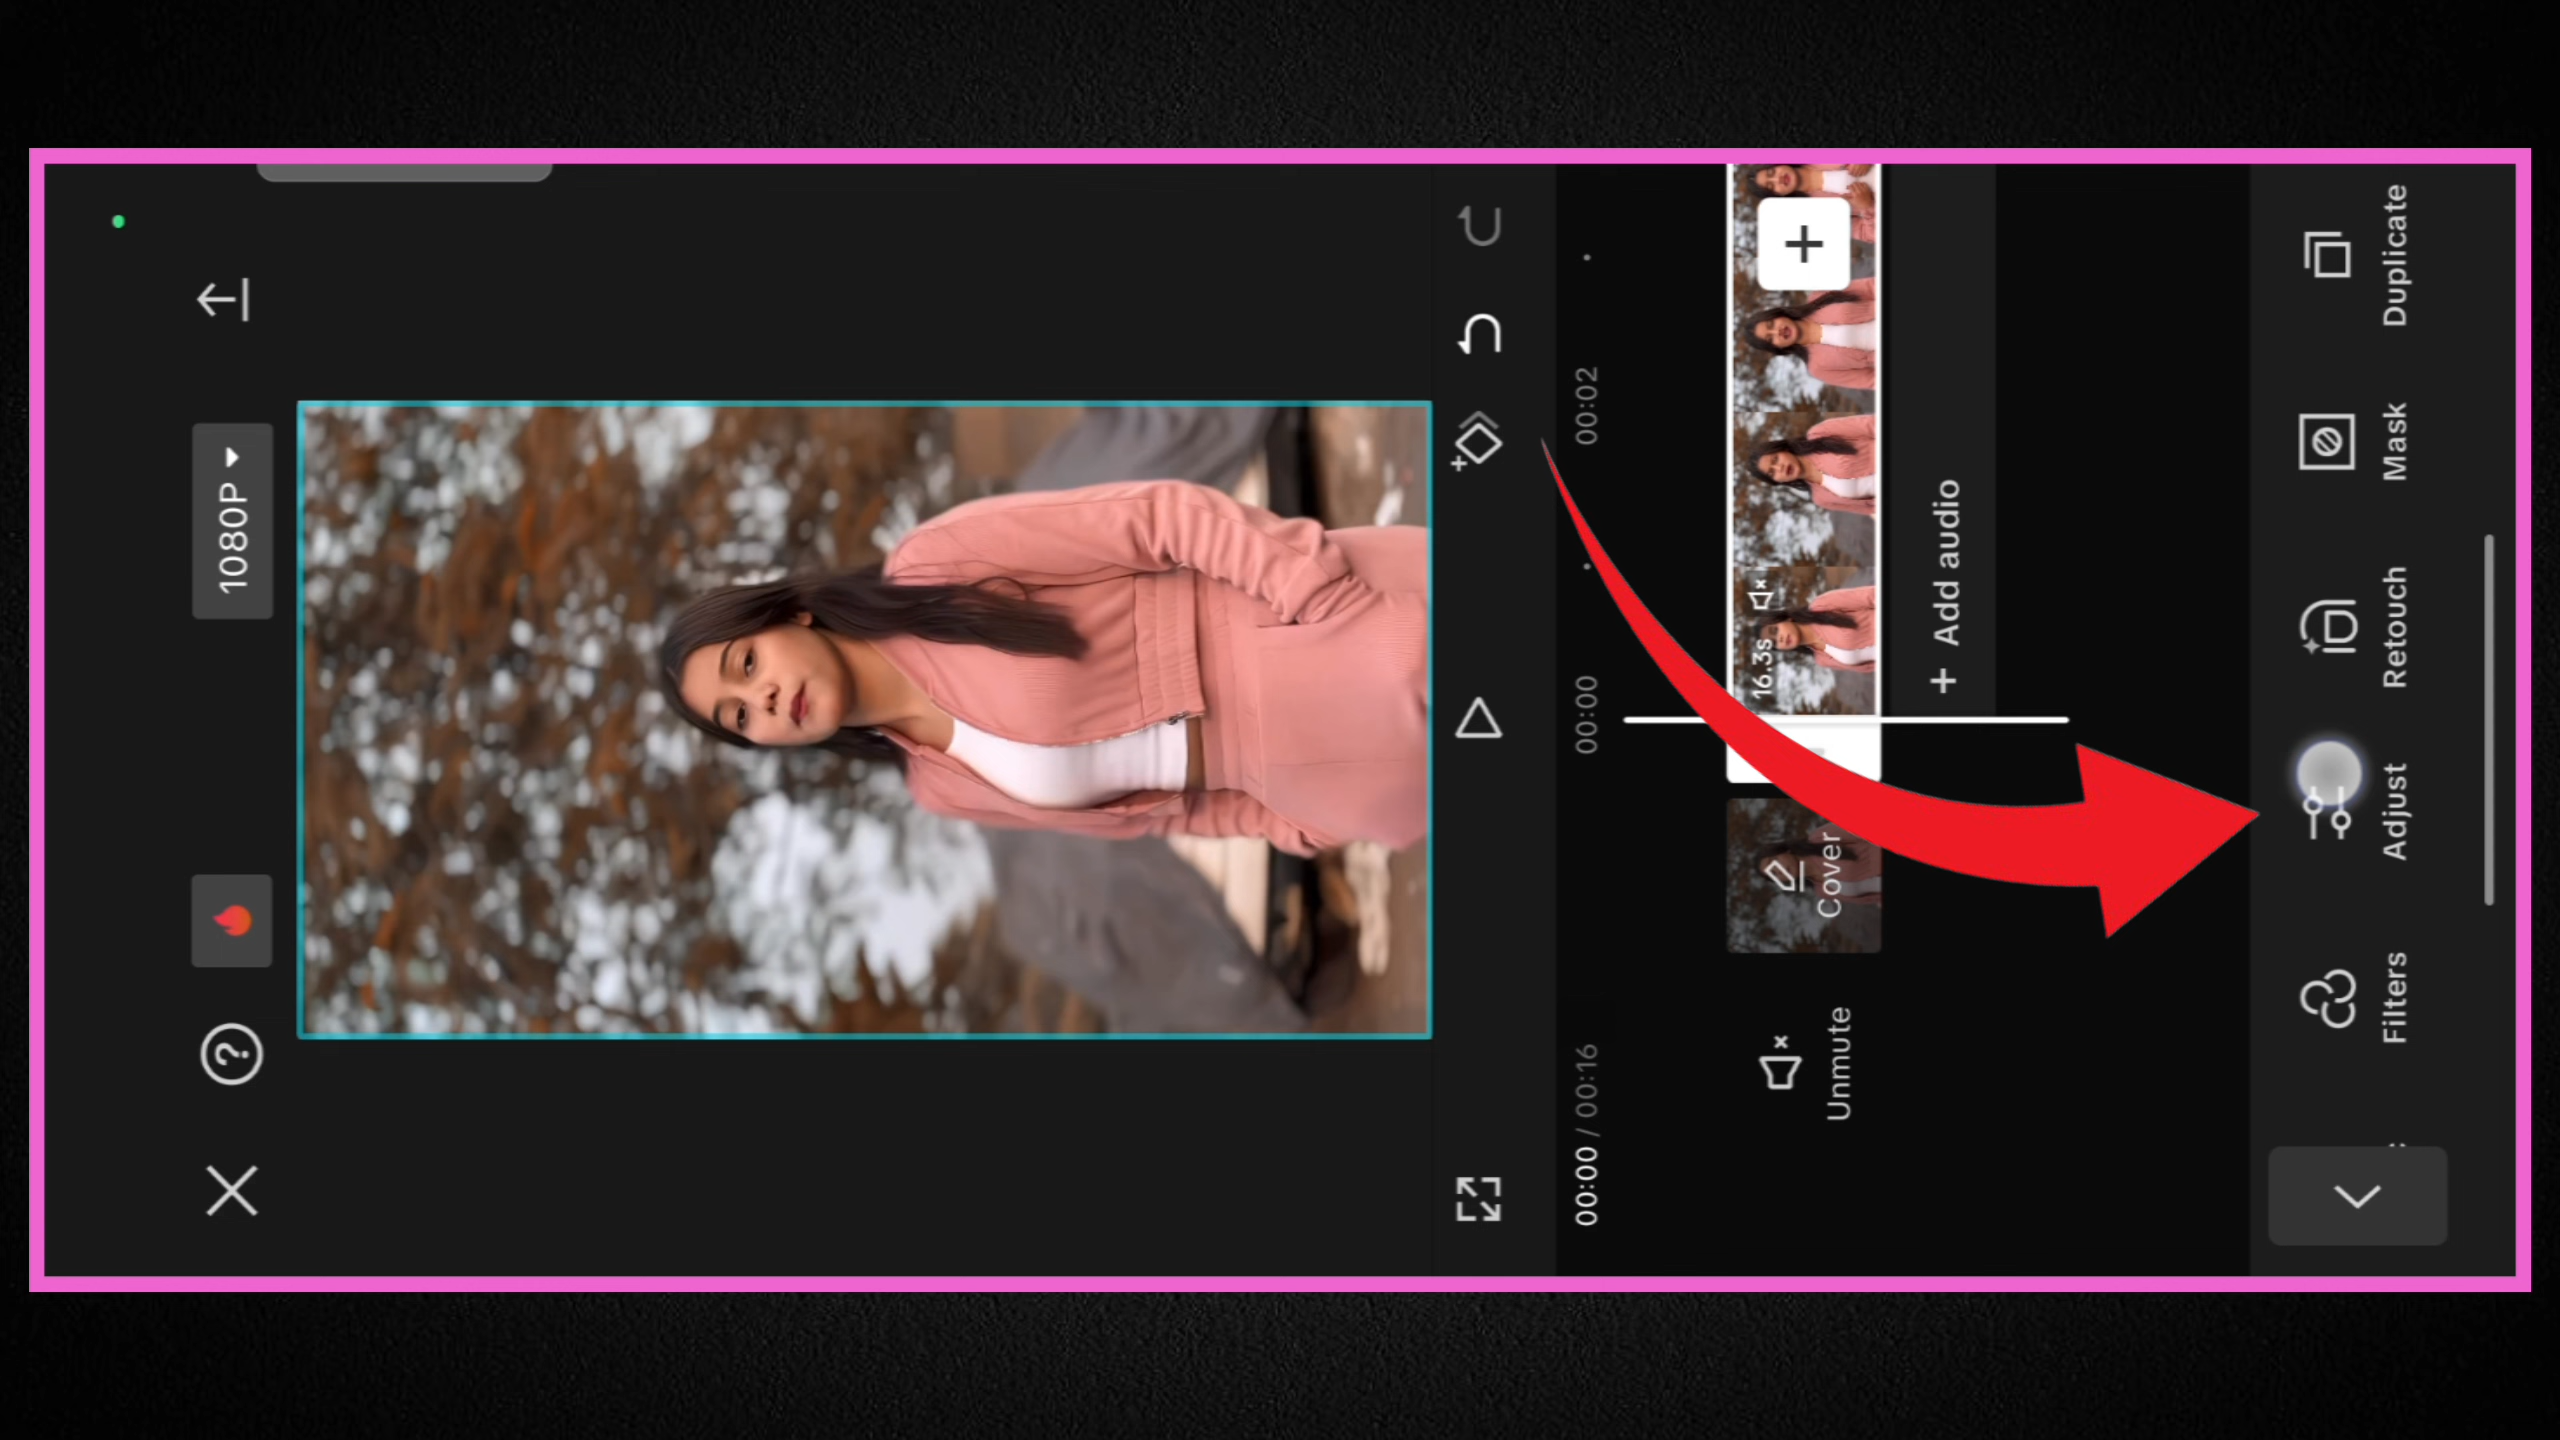 1080P
00:00 / 00:16
00:00
00:02
Unmute
Cover
16.3s
+ Add audio
Filters
Adjust
Retouch
Mask
Duplicate